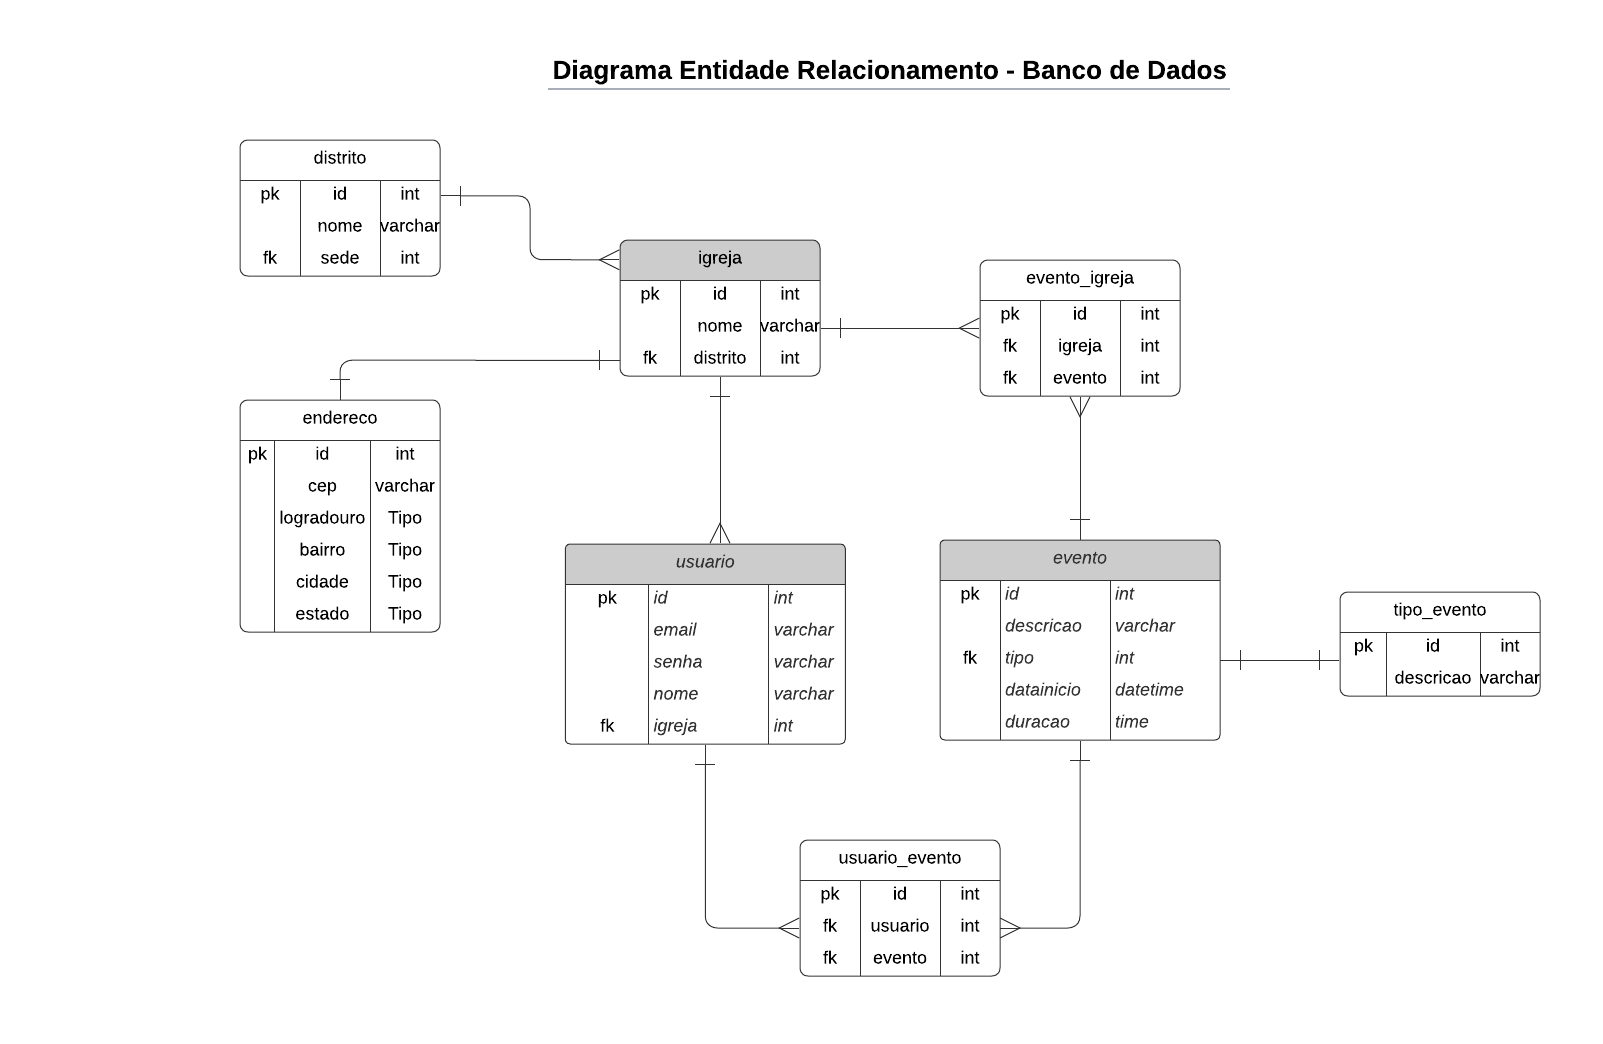 Diagrama Entidade Relacionamento - Banco de Dados
distrito
pk id int
nome varchar
fk sede int
igreja
pk id int
nome varchar
fk distrito int
evento_igreja
pk id int
fk igreja int
fk evento int
endereco
pk id int
cep varchar
logradouro Tipo
bairro Tipo
cidade Tipo
estado Tipo
usuario
pk id int
email varchar
senha varchar
nome varchar
fk igreja int
evento
pk id int
descricao varchar
fk tipo int
datainicio datetime
duracao time
tipo_evento
pk id int
descricao varchar
usuario_evento
pk id int
fk usuario int
fk evento int